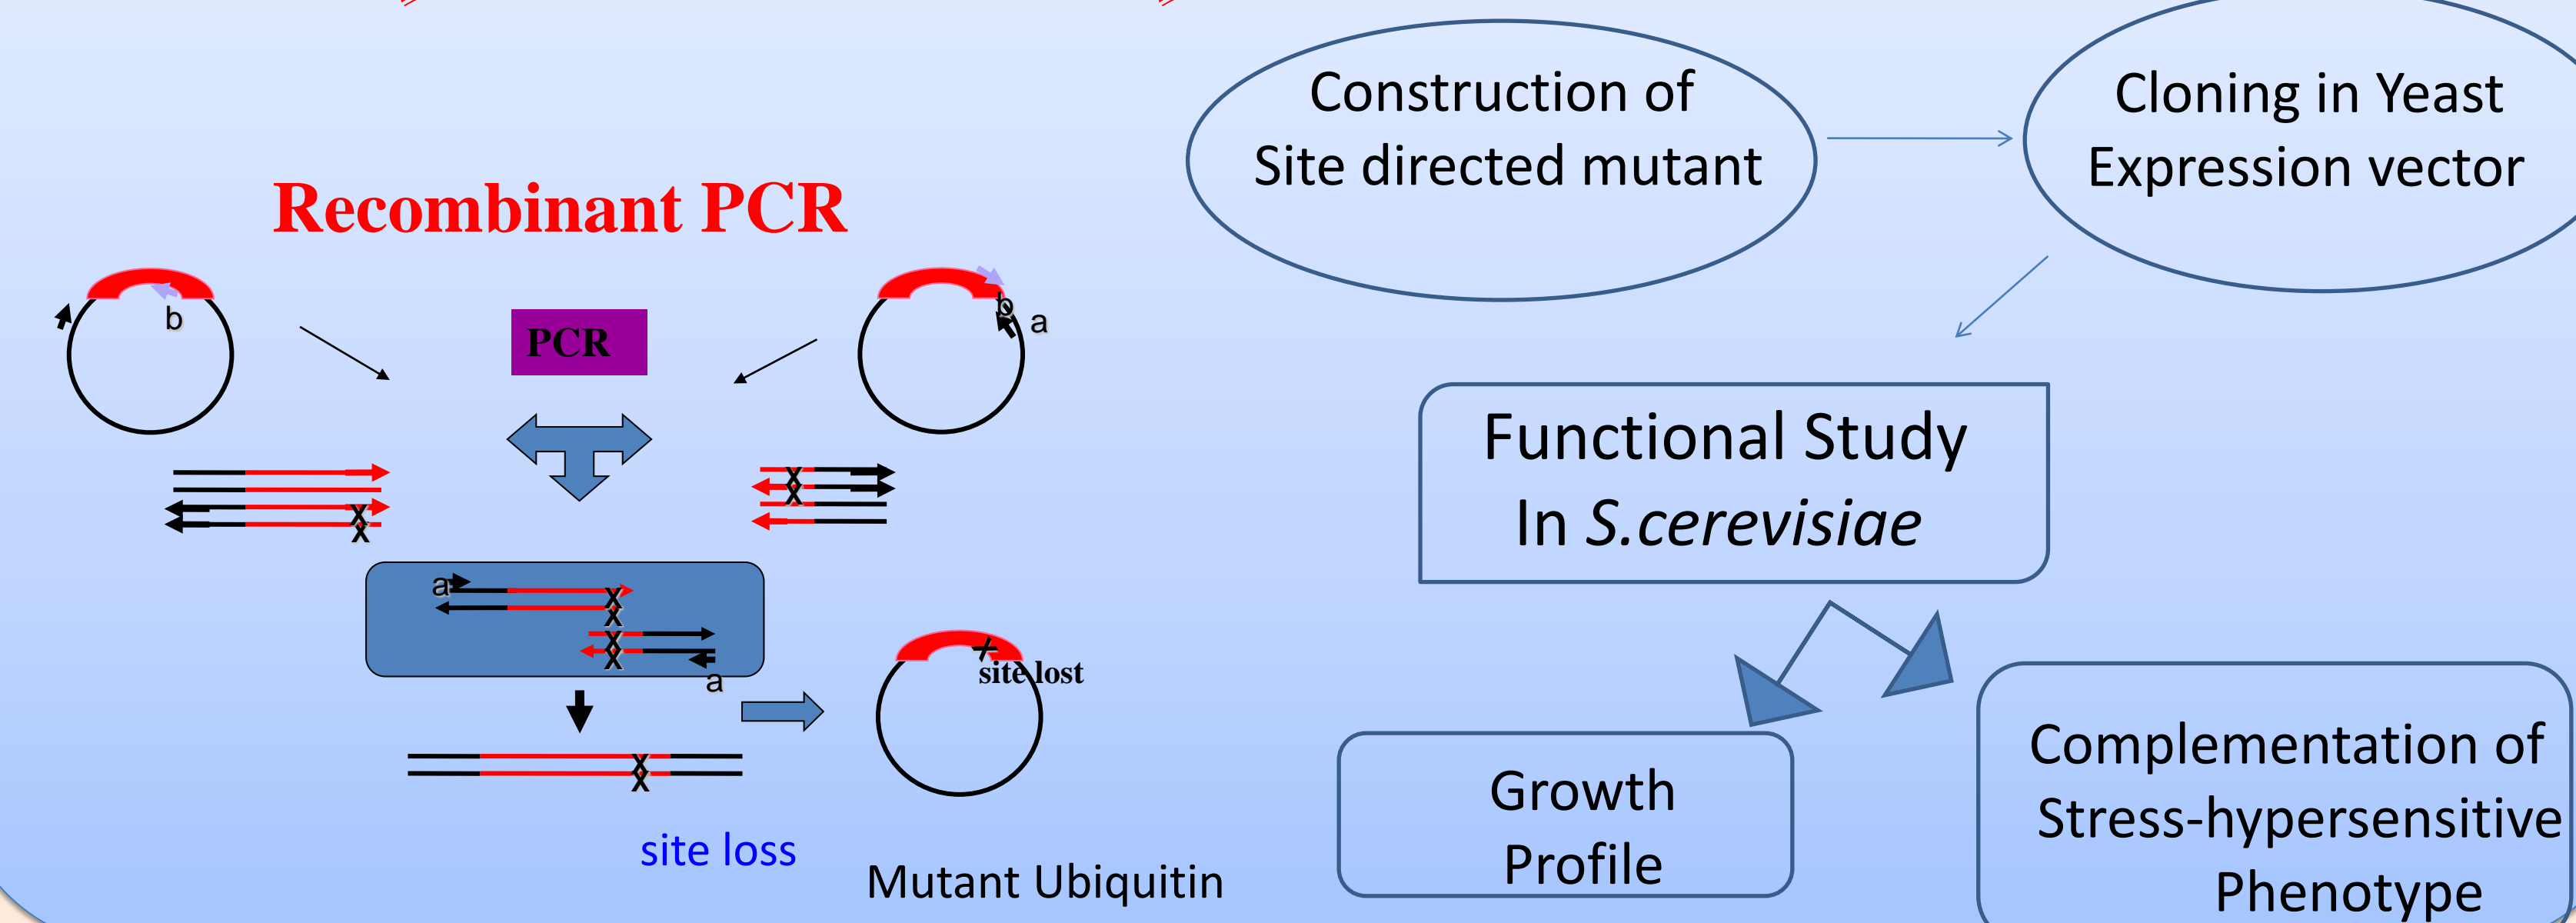 Recombinant PCR
b
PCR
b
a
X
X
X
X
a
X
X
X
X
a
X
site lost
X
X
site loss
Mutant Ubiquitin
Construction of
Site directed mutant
Cloning in Yeast
Expression vector
Functional Study
In S.cerevisiae
Growth
Profile
Complementation of
Stress-hypersensitive
Phenotype